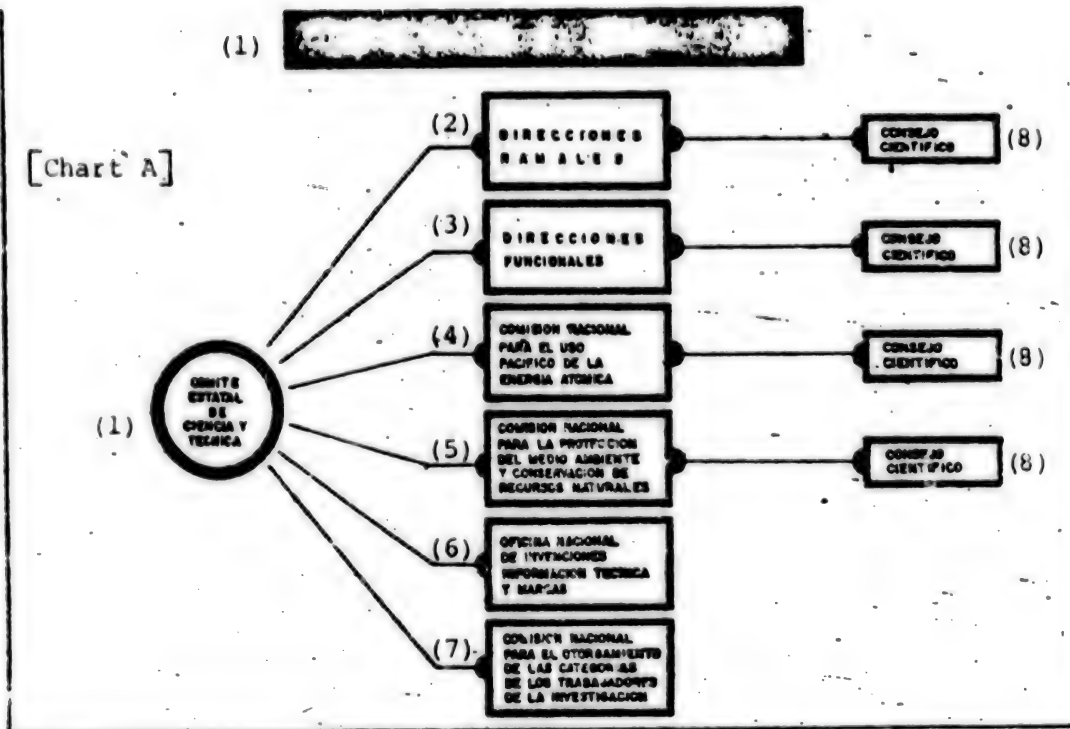 (1)
[Chart A]
(2)
DIRECCIONES
RAMALES
CONSEJO
CIENTIFICO
(8)
(3)
DIRECCIONES
FUNCIONALES
CONSEJO
CIENTIFICO
(8)
(4)
COMISION NACIONAL
PARA EL USO
PACIFICO DE LA
ENERGIA ATOMICA
CONSEJO
CIENTIFICO
(8)
(1)
COMITE
ESTATAL
DE
CIENCIA Y
TECNICA
(5)
COMISION NACIONAL
PARA LA PROTECCION
DEL MEDIO AMBIENTE
Y CONSERVACION DE
RECURSOS NATURALES
CONSEJO
CIENTIFICO
(8)
(6)
OFICINA NACIONAL
DE INVENCIONES
INFORMACION TECNICA
Y MARCAS
(7)
COMISION NACIONAL
PARA EL OTORGAMIENTO
DE LAS CATEGORIAS
DE LOS TRABAJADORES
DE LA INVESTIGACION